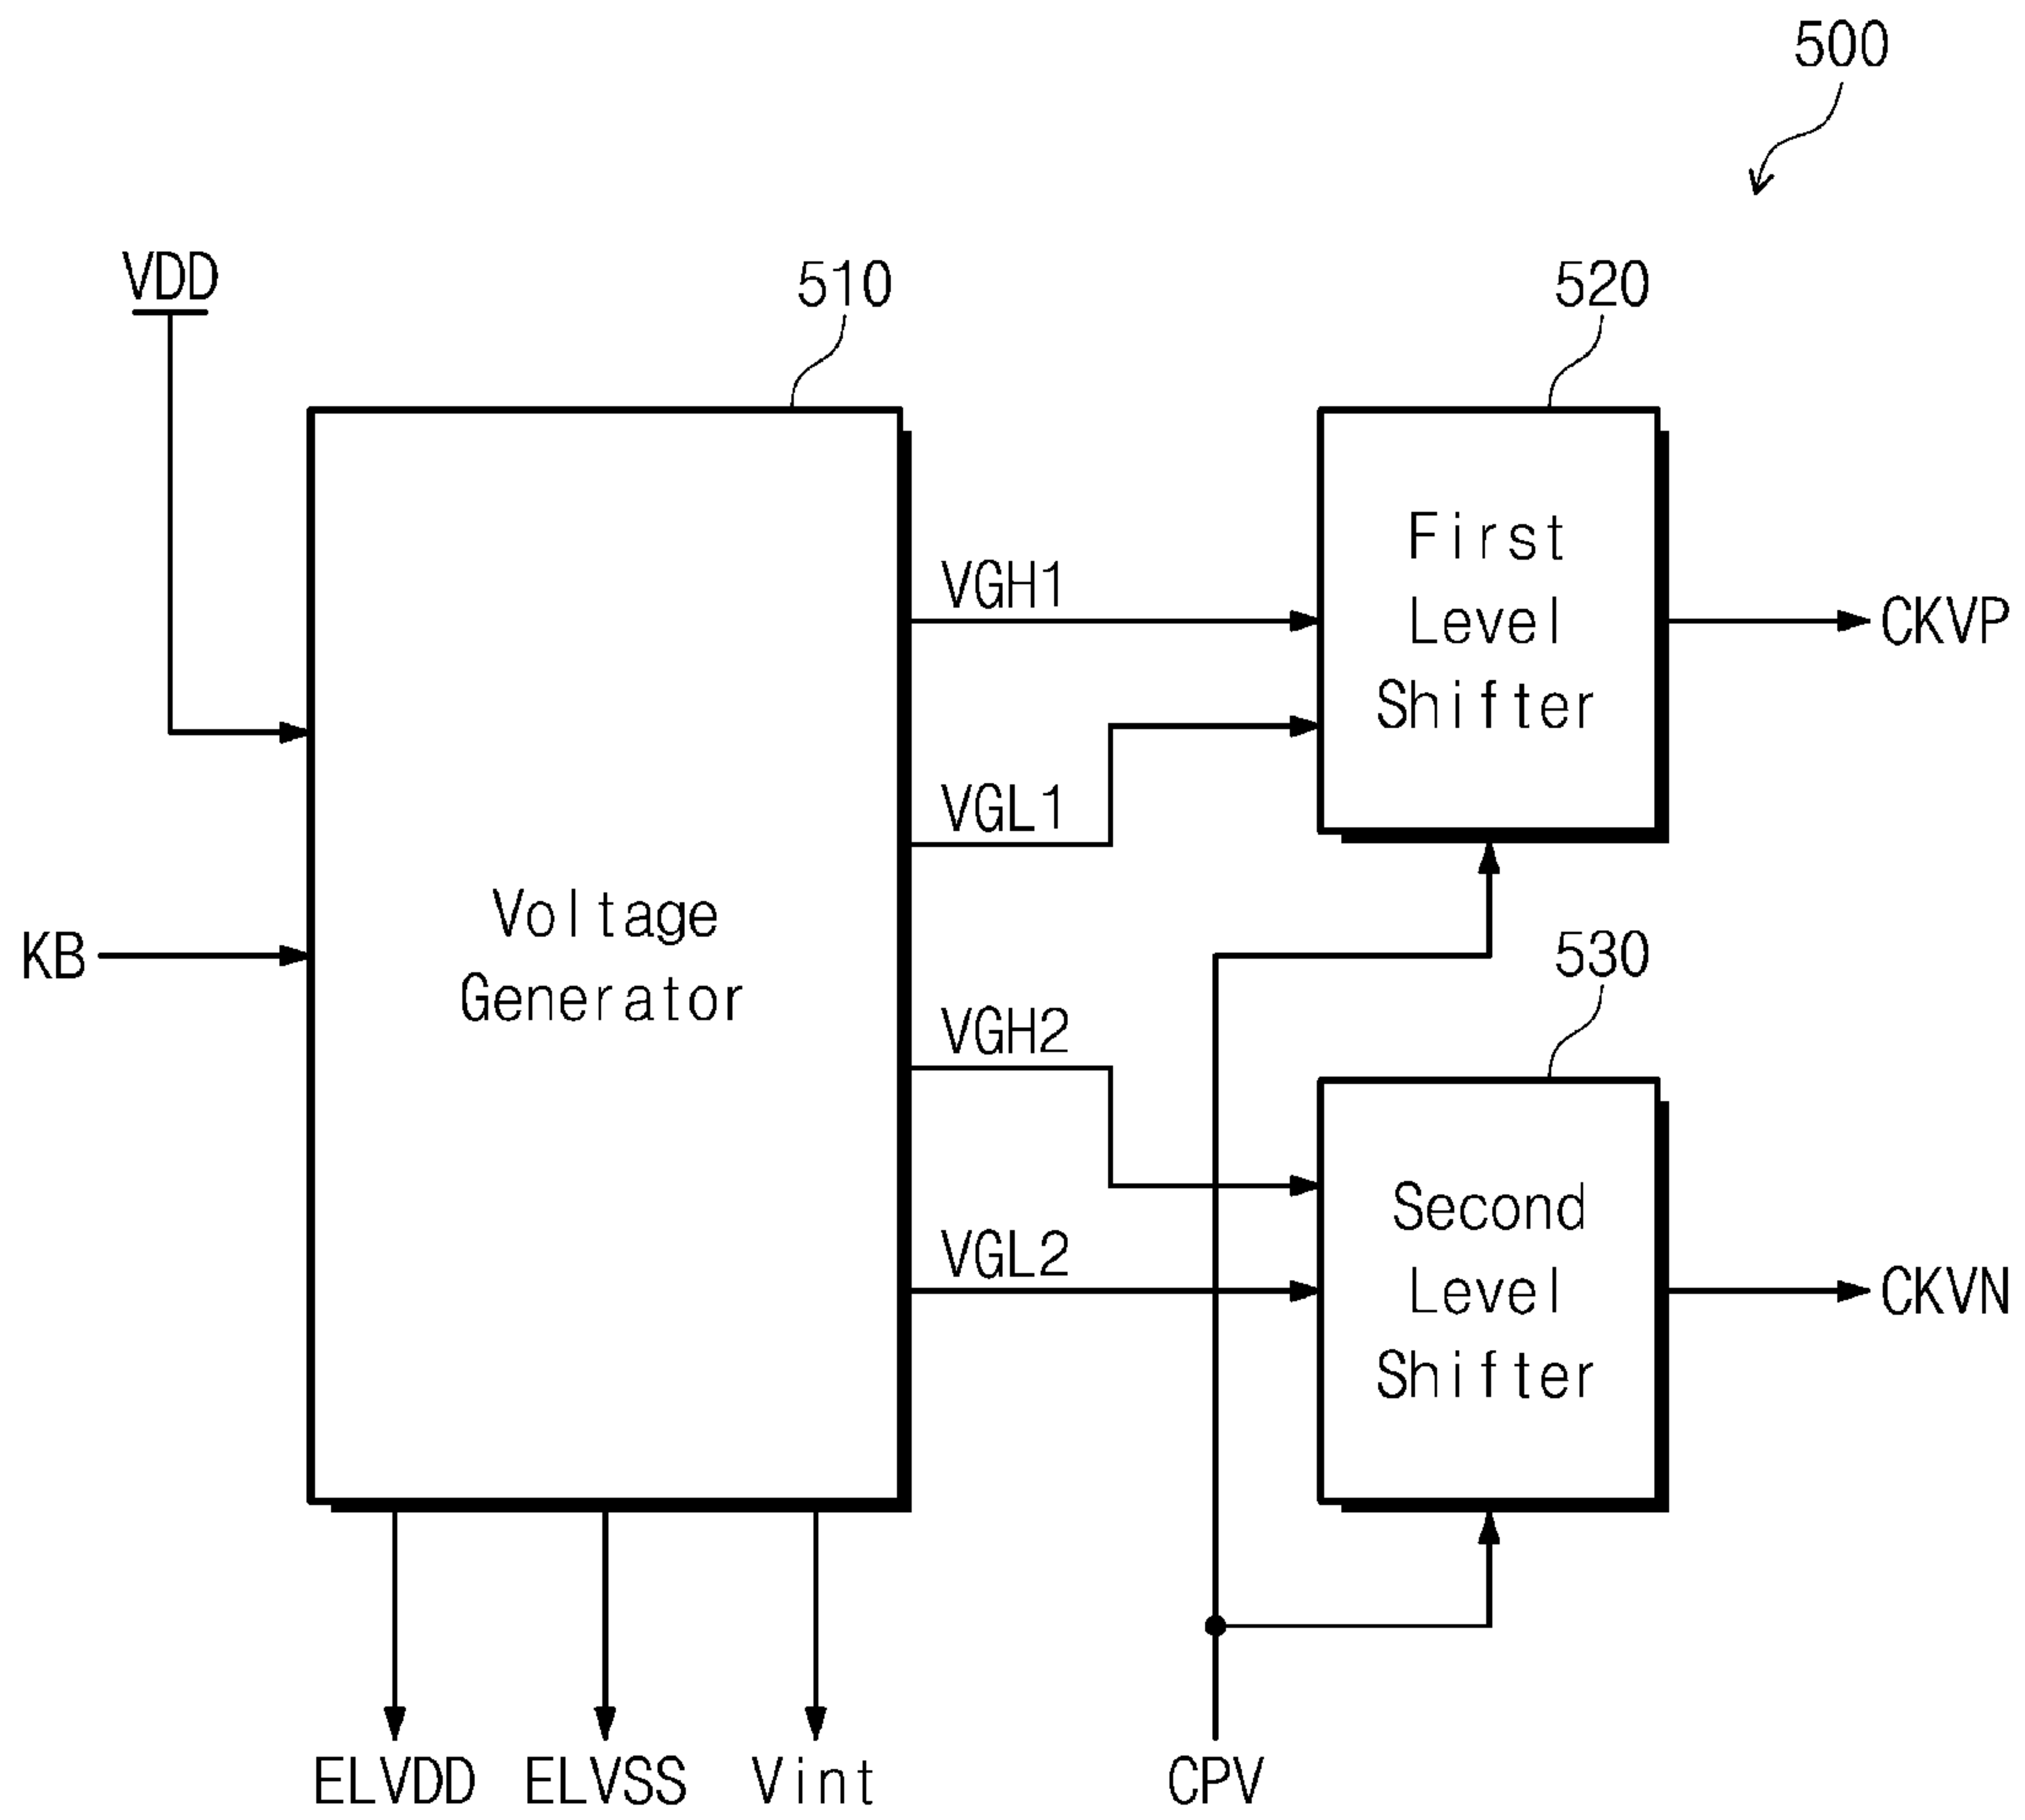 500
VDD
510
520
First
Level
Shifter
VGH1
CKVP
VGL1
Voltage
Generator
KB
530
VGH2
Second
Level
Shifter
VGL2
CKVN
ELVDD
ELVSS
Vint
CPV